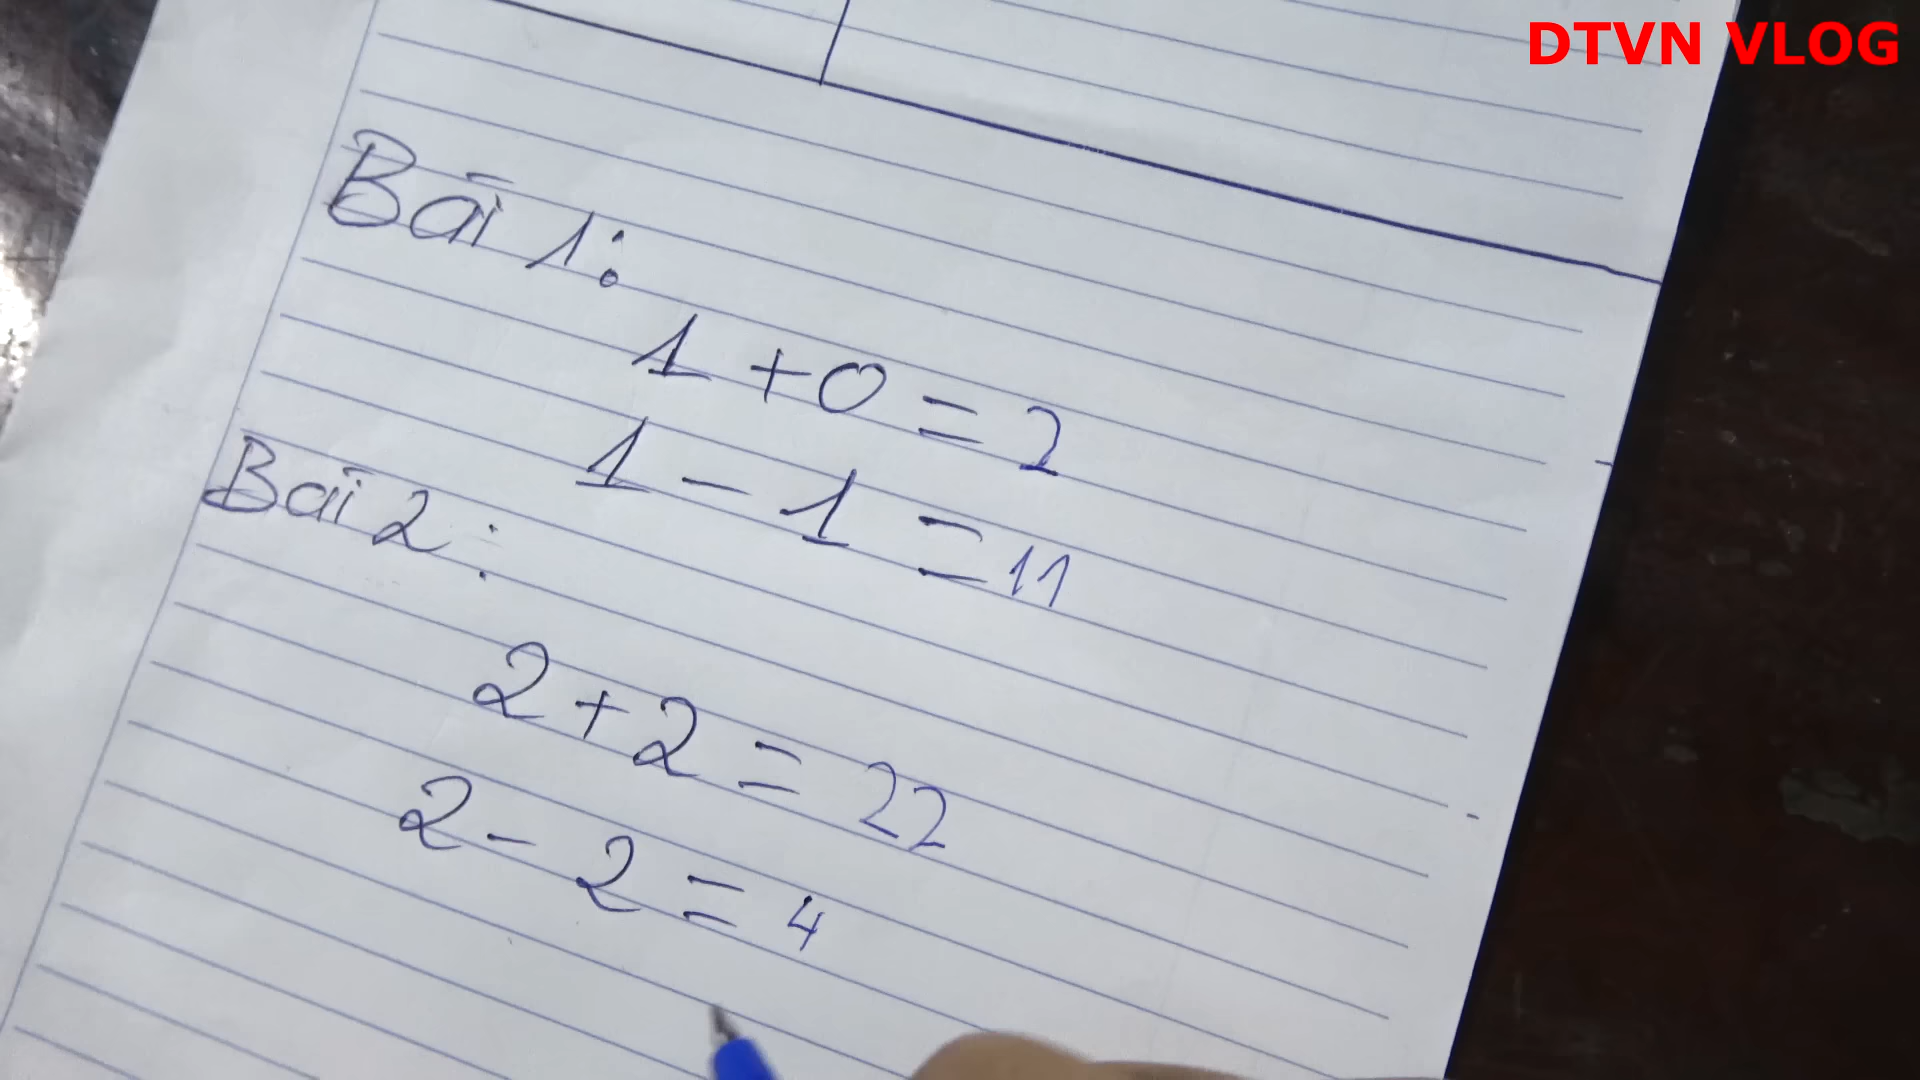 DTVN VLOG
Bài 1:
1 + 0 = 2
1 - 1 = 11
Bài 2:
2 + 2 = 22
2 - 2 = 4